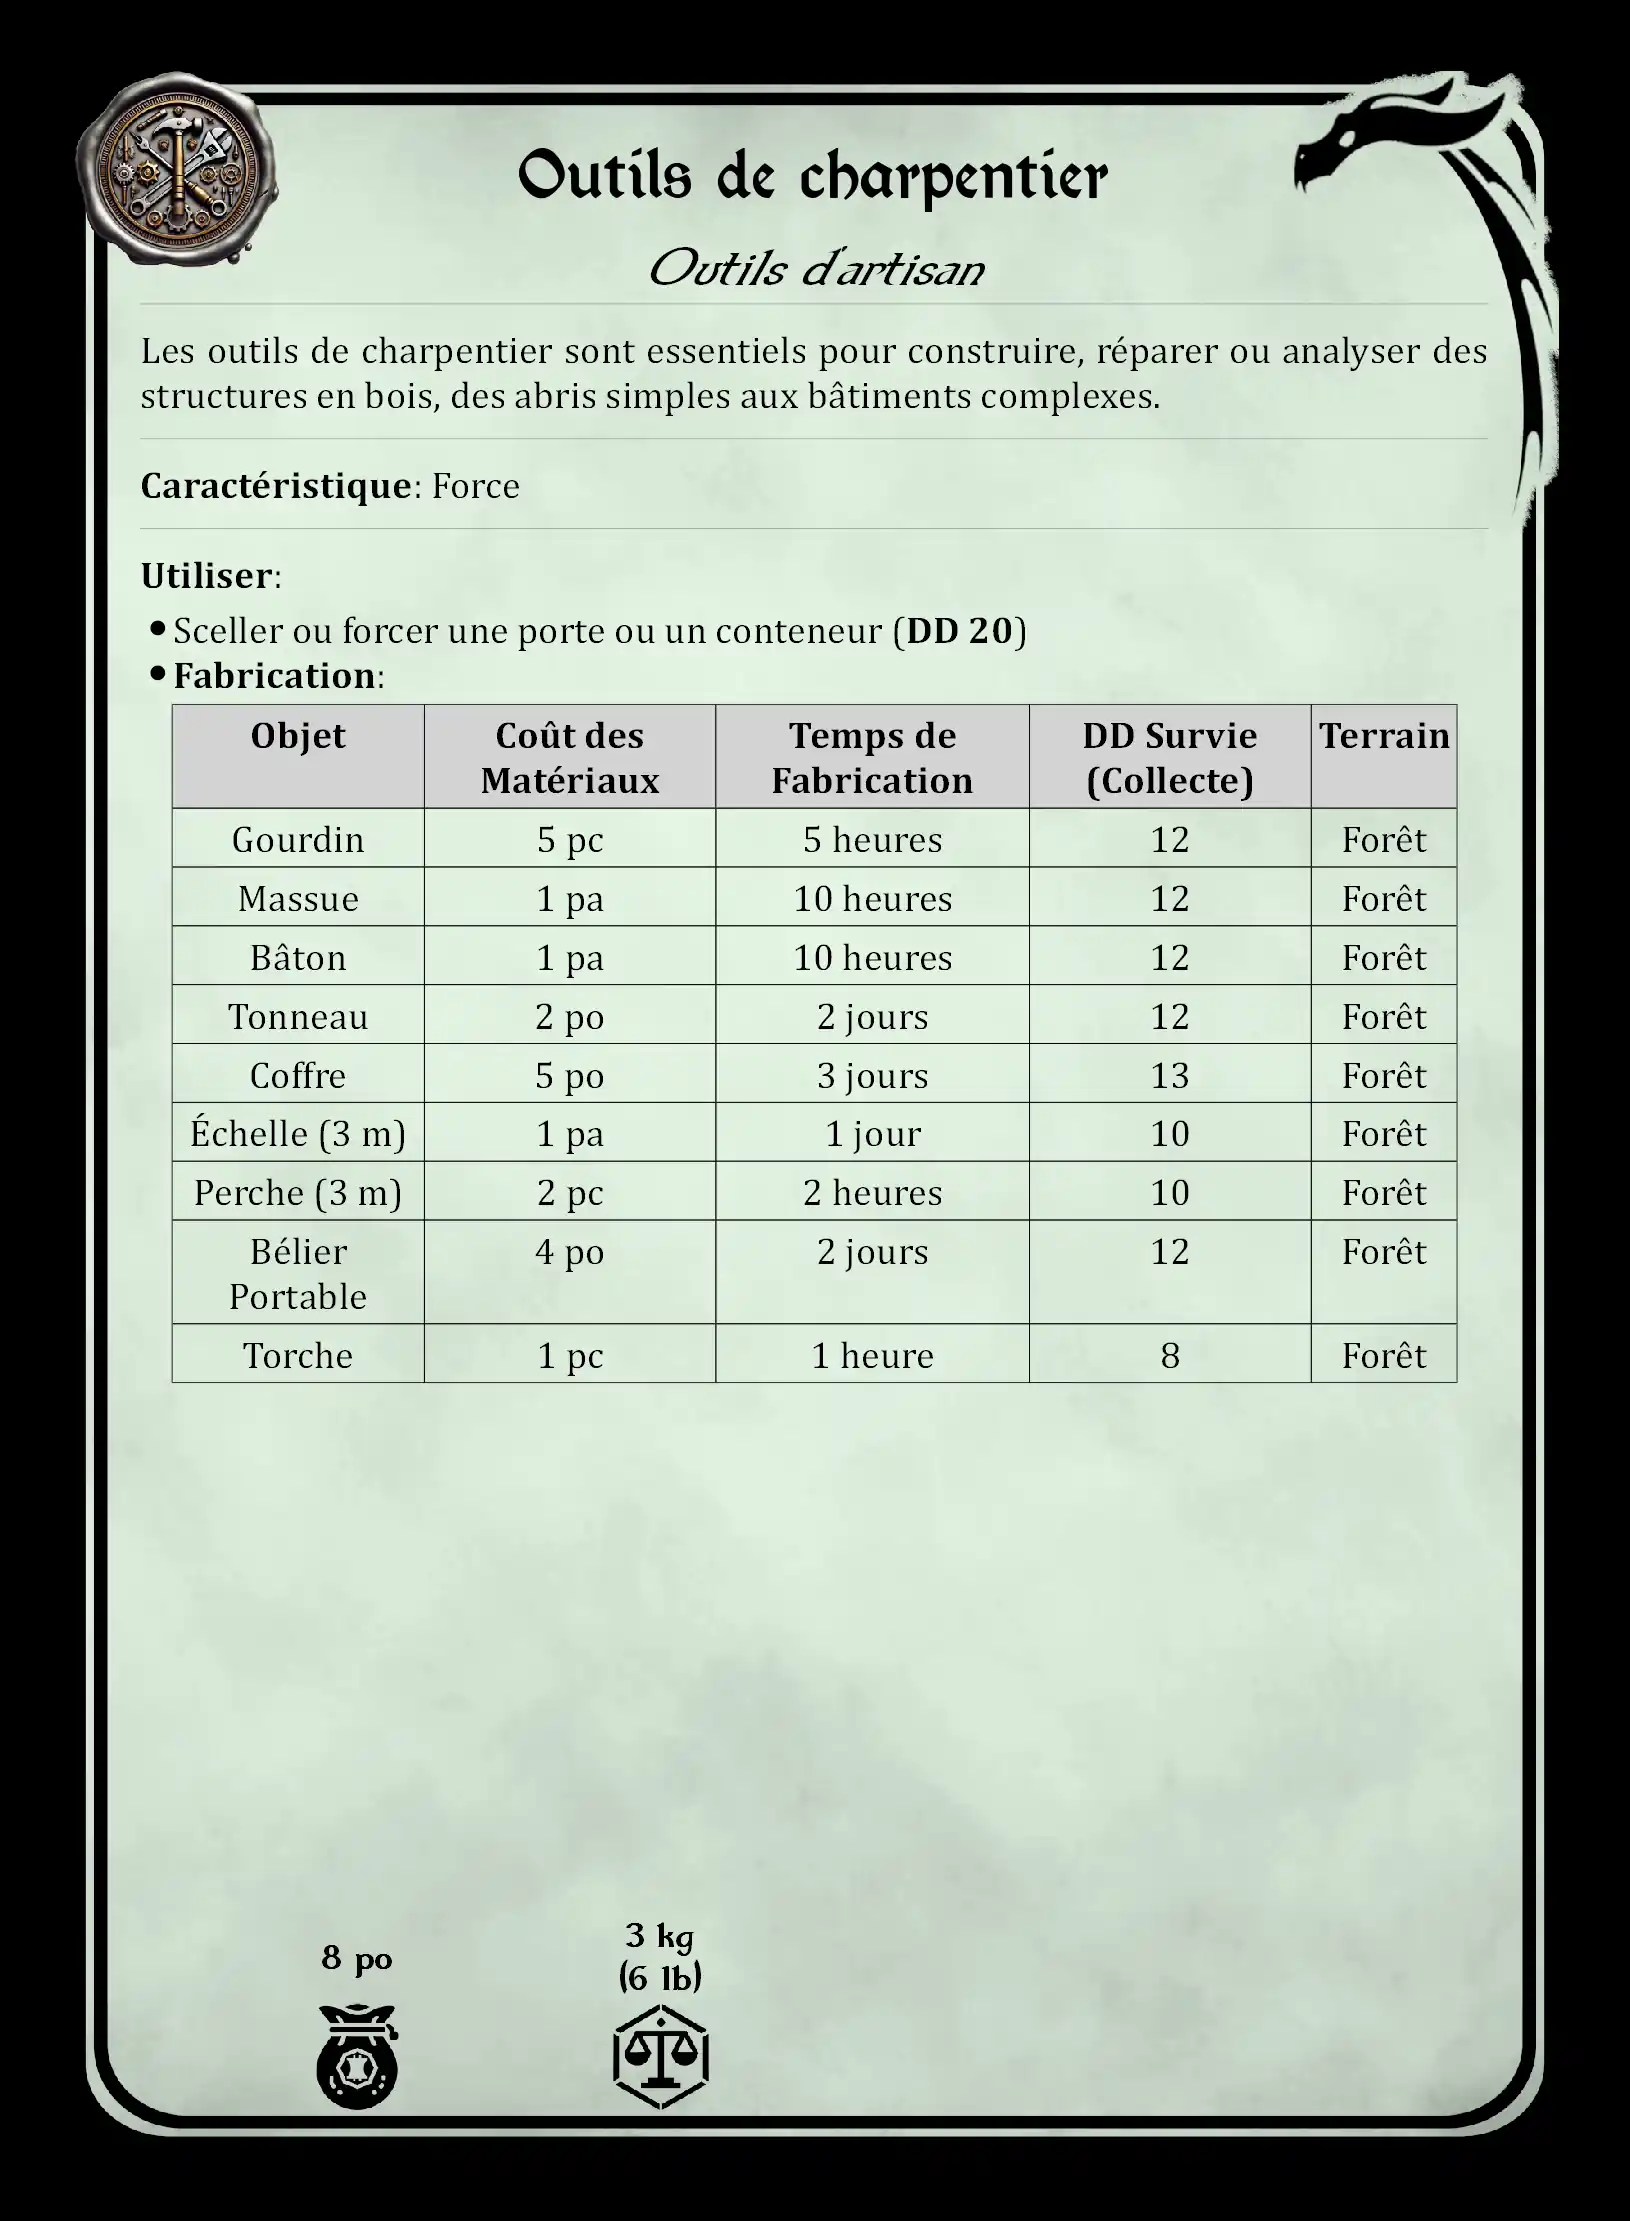 Outils de charpentier
Outils d'artisan
Les outils de charpentier sont essentiels pour construire, réparer ou analyser des
structures en bois, des abris simples aux bâtiments complexes.
Caractéristique: Force
Utiliser:
•Sceller ou forcer une porte ou un conteneur (DD 20)
•Fabrication:
Objet Coût des Matériaux Temps de Fabrication DD Survie (Collecte) Terrain
Gourdin 5 pc 5 heures 12 Forêt
Massue 1 pa 10 heures 12 Forêt
Bâton 1 pa 10 heures 12 Forêt
Tonneau 2 po 2 jours 12 Forêt
Coffre 5 po 3 jours 13 Forêt
Échelle (3 m) 1 pa 1 jour 10 Forêt
Perche (3 m) 2 pc 2 heures 10 Forêt
Bélier Portable 4 po 2 jours 12 Forêt
Torche 1 pc 1 heure 8 Forêt
8 po
3 kg
(6 lb)